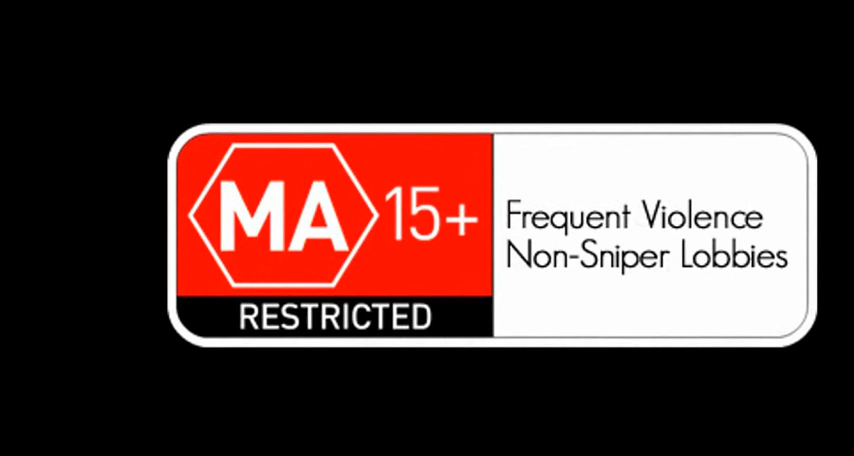 MA 15+
RESTRICTED
Frequent Violence
Non-Sniper Lobbies